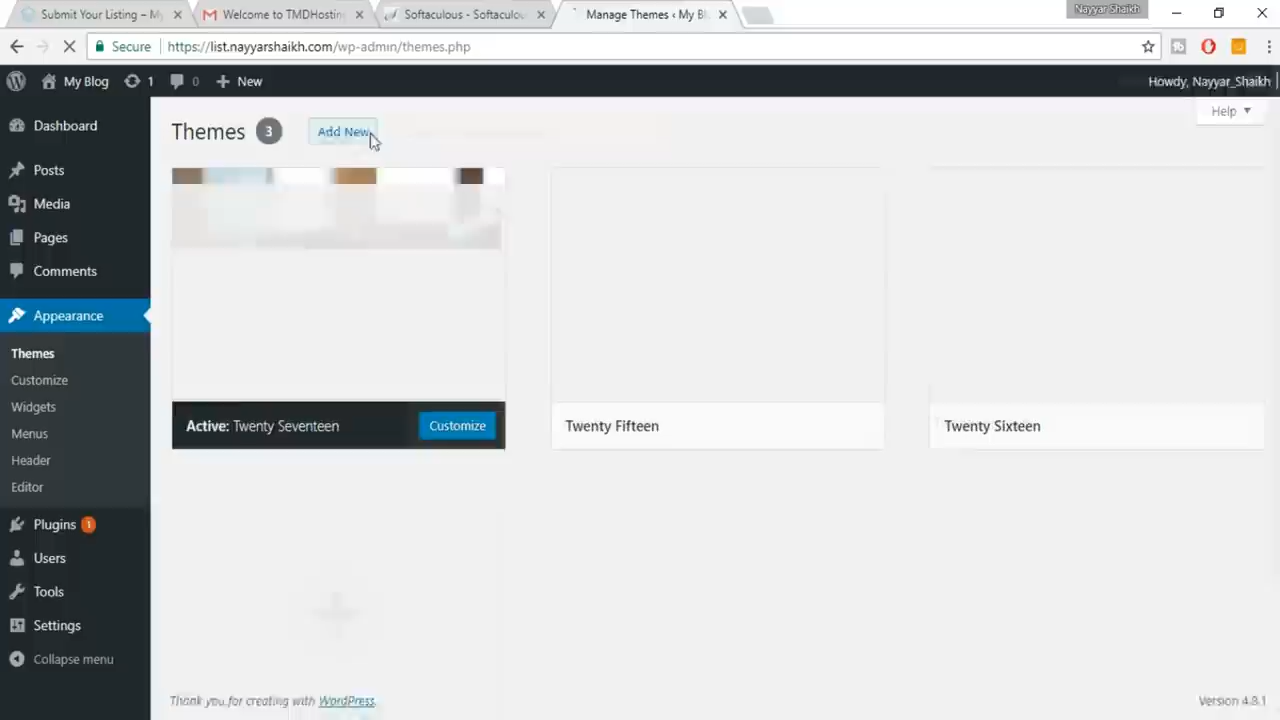 Submit Your Listing – My
Welcome to TMDHosting
Softaculous - Softaculou
Manage Themes ‹ My Bl
Nayyar Shaikh
Secure
https://list.nayyarshaikh.com/wp-admin/themes.php
My Blog
1
0
New
Howdy, Nayyar_Shaikh
Help
Dashboard
Posts
Media
Pages
Comments
Appearance
Themes
Customize
Widgets
Menus
Header
Editor
Plugins 1
Users
Tools
Settings
Collapse menu
Themes 3
Add New
Active: Twenty Seventeen
Customize
Twenty Fifteen
Twenty Sixteen
Thank you for creating with WordPress.
Version 4.8.1